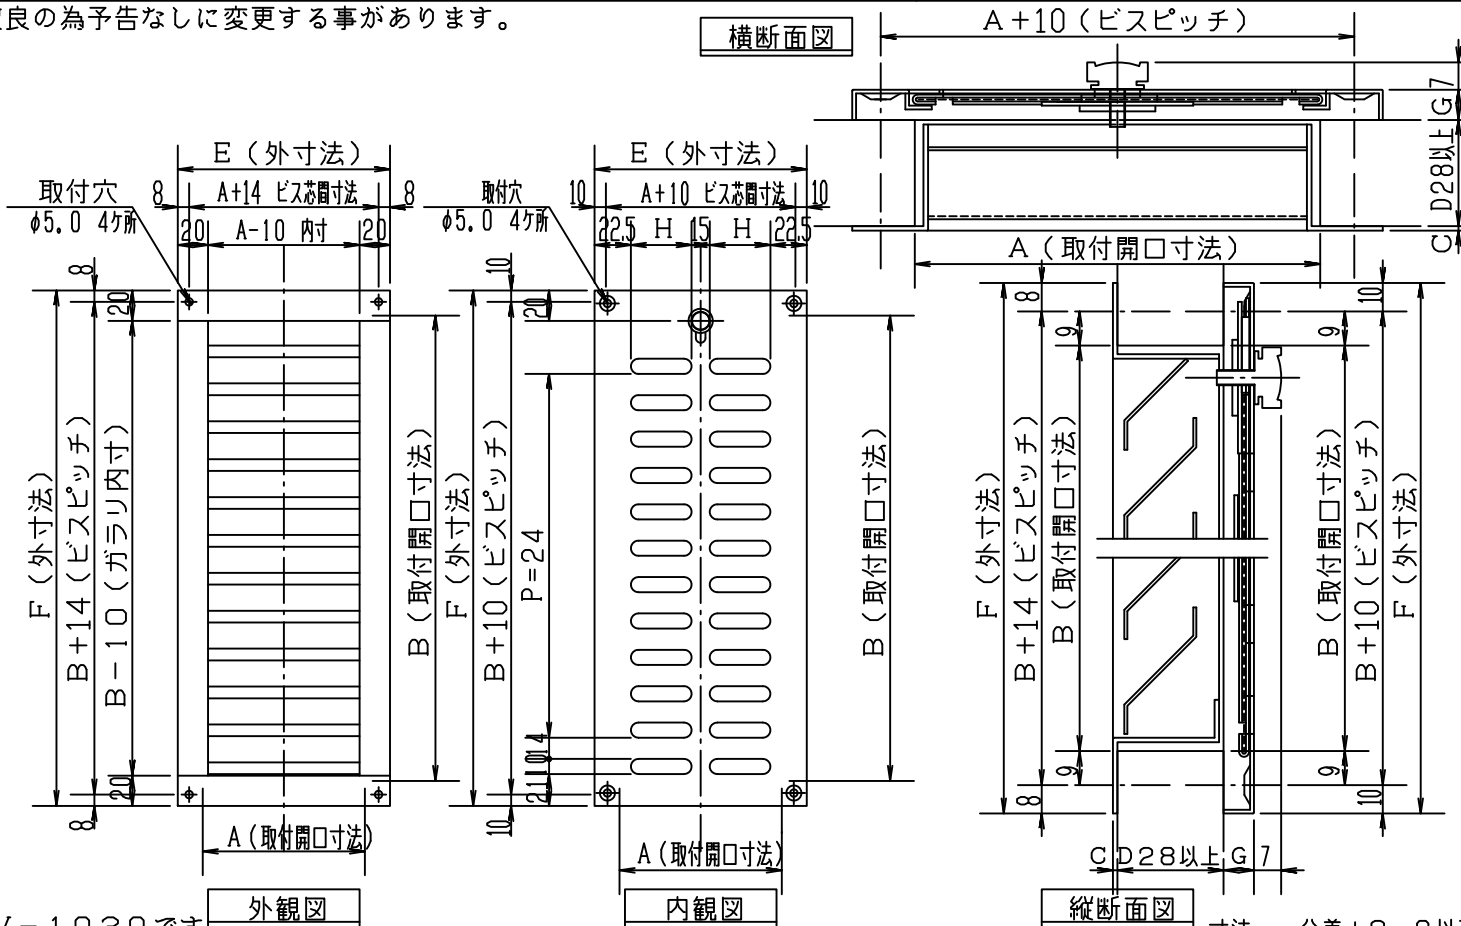 良の為予告なしに変更する事があります。
横断面図
A+10(ビスピッチ)
7
G
D28以上
C
A(取付開口寸法)
E(外寸法)
取付穴
φ5.0 4ケ所
8
A+14 ビス芯間寸法
8
20
A-10 内寸
20
8
20
F(外寸法)
B+14(ビスピッチ)
B-10(ガラリ内寸)
B(取付開口寸法)
20
8
A(取付開口寸法)
外観図
E(外寸法)
取付穴
φ5.0 4ケ所
10
A+10 ビス芯間寸法
10
22.5
H
15
H
22.5
10
20
F(外寸法)
B+10(ビスピッチ)
P=24
B(取付開口寸法)
14
10
21
10
A(取付開口寸法)
内観図
8
9
10
9
F(外寸法)
B+14(ビスピッチ)
B(取付開口寸法)
B(取付開口寸法)
B+10(ビスピッチ)
F(外寸法)
9
8
9
10
C
D28以上
G
7
縦断面図